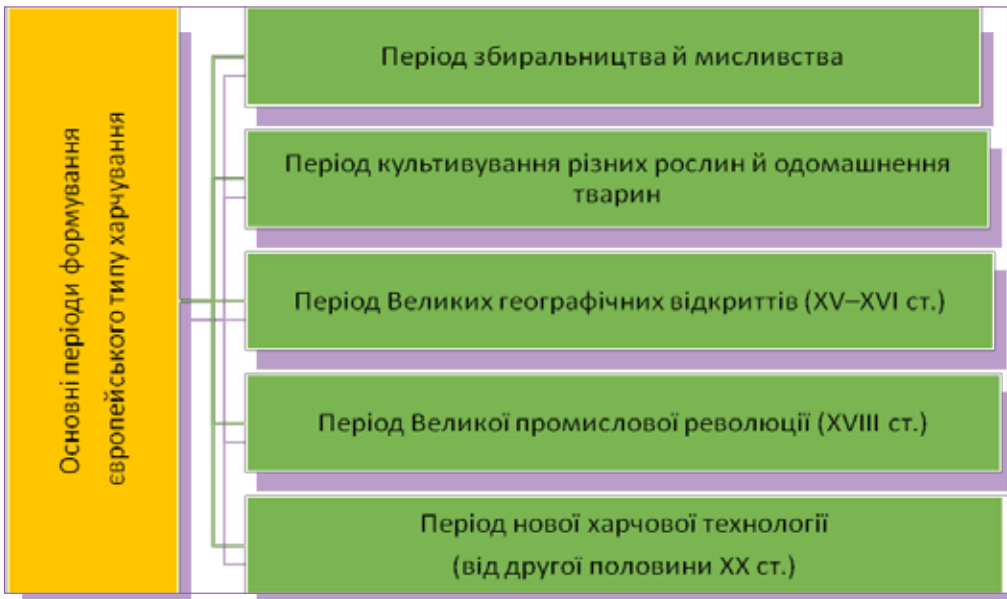 Основні періоди формування
європейського типу харчування
Період збиральництва й мисливства
Період культивування різних рослин й одомашнення
тварин
Період Великих географічних відкриттів (XV–XVI ст.)
Період Великої промислової революції (XVIII ст.)
Період нової харчової технології
(від другої половини XX ст.)